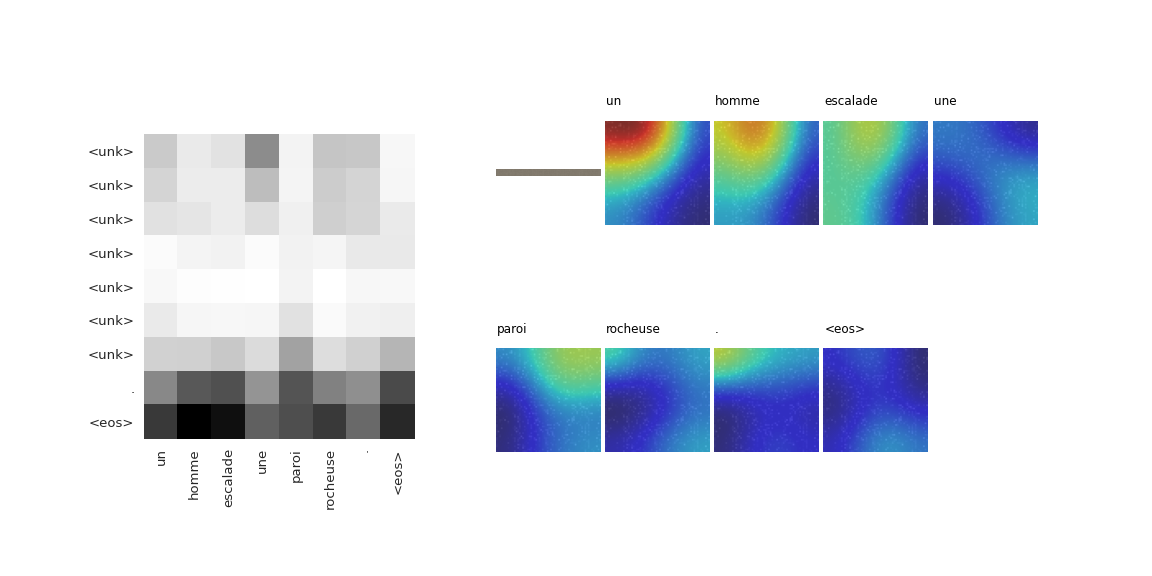 <unk>
<unk>
<unk>
<unk>
<unk>
<unk>
<unk>
.
<eos>
un homme escalade une paroi rocheuse . <eos>
un homme escalade une
paroi rocheuse . <eos>